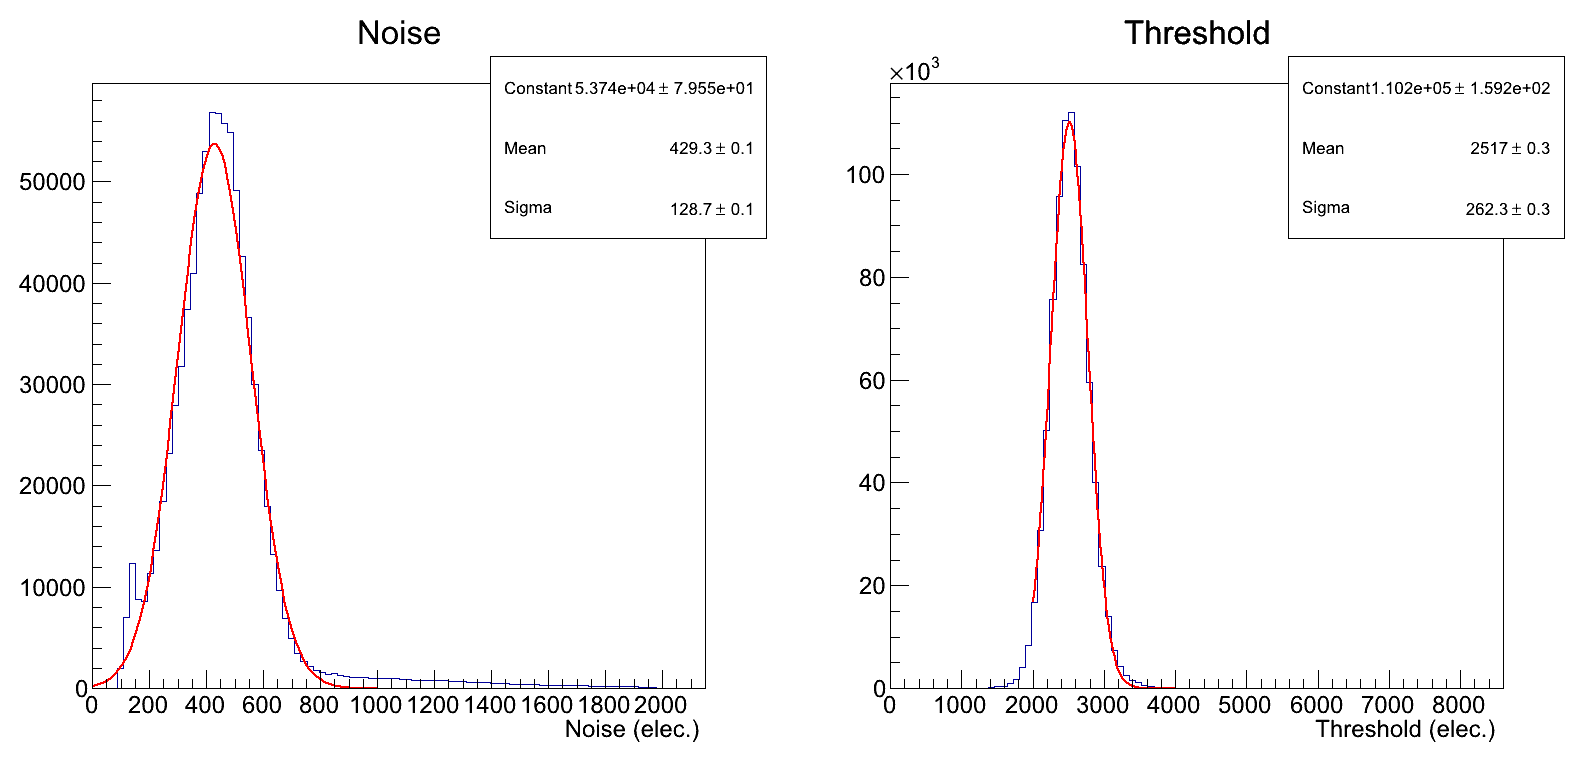 Noise
Constant 5.374e+04 ± 7.955e+01
Mean 429.3 ± 0.1
Sigma 128.7 ± 0.1
50000
40000
30000
20000
10000
0
0 200 400 600 800 1000 1200 1400 1600 1800 2000
Noise (elec.)
Threshold
×10³
Constant 1.102e+05 ± 1.592e+02
Mean 2517 ± 0.3
Sigma 262.3 ± 0.3
100
80
60
40
20
0
0 1000 2000 3000 4000 5000 6000 7000 8000
Threshold (elec.)